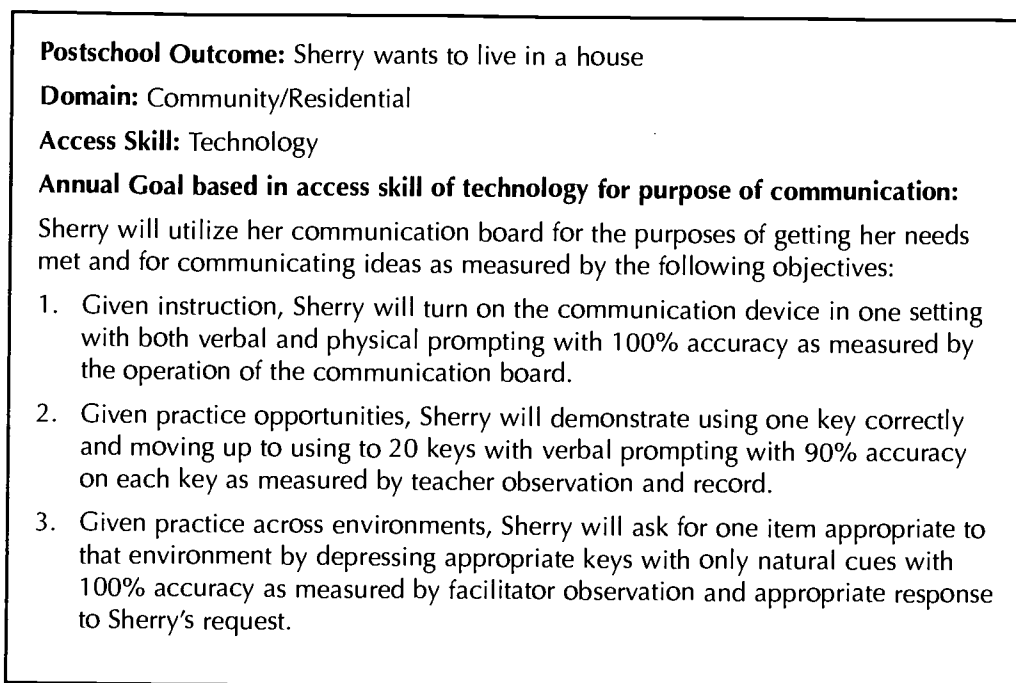 Postschool Outcome: Sherry wants to live in a house
Domain: Community/Residential
Access Skill: Technology
Annual Goal based in access skill of technology for purpose of communication:
Sherry will utilize her communication board for the purposes of getting her needs
met and for communicating ideas as measured by the following objectives:
1. Given instruction, Sherry will turn on the communication device in one setting
with both verbal and physical prompting with 100% accuracy as measured by
the operation of the communication board.
2. Given practice opportunities, Sherry will demonstrate using one key correctly
and moving up to using to 20 keys with verbal prompting with 90% accuracy
on each key as measured by teacher observation and record.
3. Given practice across environments, Sherry will ask for one item appropriate to
that environment by depressing appropriate keys with only natural cues with
100% accuracy as measured by facilitator observation and appropriate response
to Sherry's request.